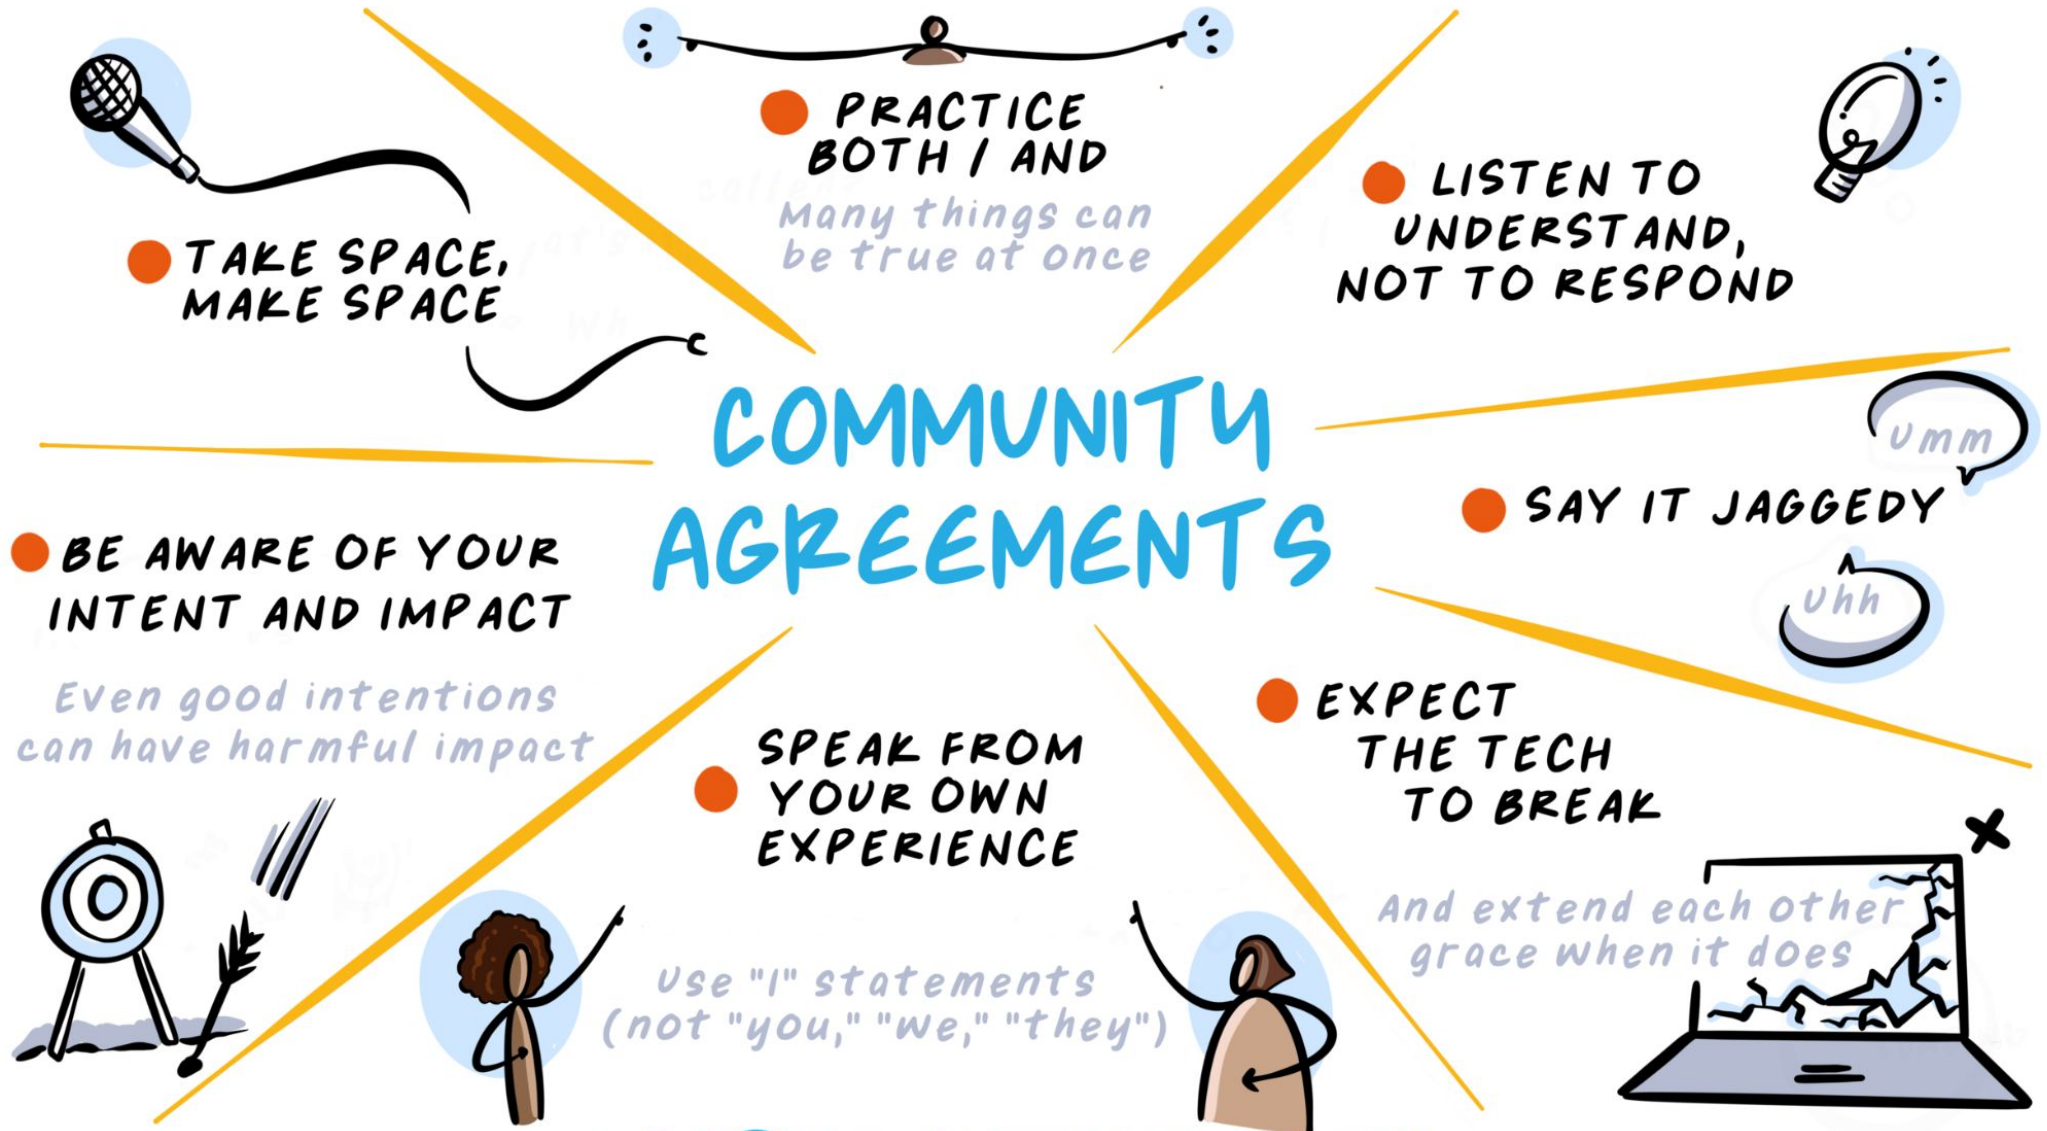 PRACTICE
BOTH / AND
Many things can
be true at once
LISTEN TO
UNDERSTAND,
NOT TO RESPOND
TAKE SPACE,
MAKE SPACE
COMMUNITY
AGREEMENTS
umm
SAY IT JAGGEDY
uhh
BE AWARE OF YOUR
INTENT AND IMPACT
Even good intentions
can have harmful impact
SPEAK FROM
YOUR OWN
EXPERIENCE
Use "I" statements
(not "you," "we," "they")
EXPECT
THE TECH
TO BREAK
And extend each other
grace when it does